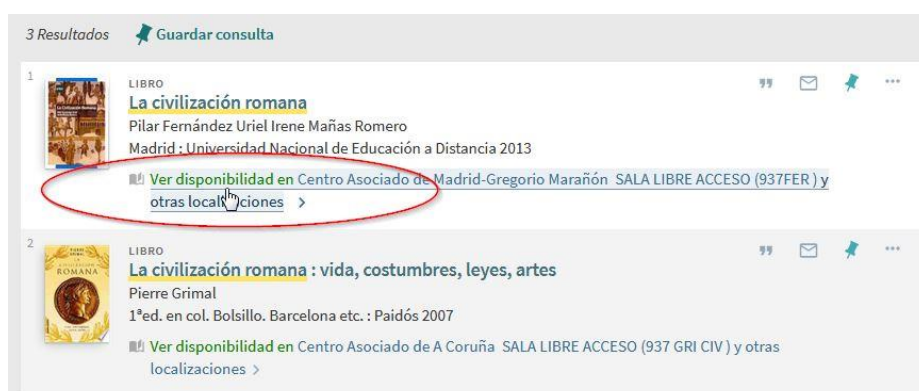 3 Resultados Guardar consulta
1
LIBRO
La civilización romana
Pilar Fernández Uriel Irene Mañas Romero
Madrid : Universidad Nacional de Educación a Distancia 2013
Ver disponibilidad en Centro Asociado de Madrid-Gregorio Marañón SALA LIBRE ACCESO (937FER ) y
otras localizaciones >
2
LIBRO
La civilización romana : vida, costumbres, leyes, artes
Pierre Grimal
1ªed. en col. Bolsillo. Barcelona etc. : Paidós 2007
Ver disponibilidad en Centro Asociado de A Coruña SALA LIBRE ACCESO (937 GRI CIV ) y otras
localizaciones >
ROMANA